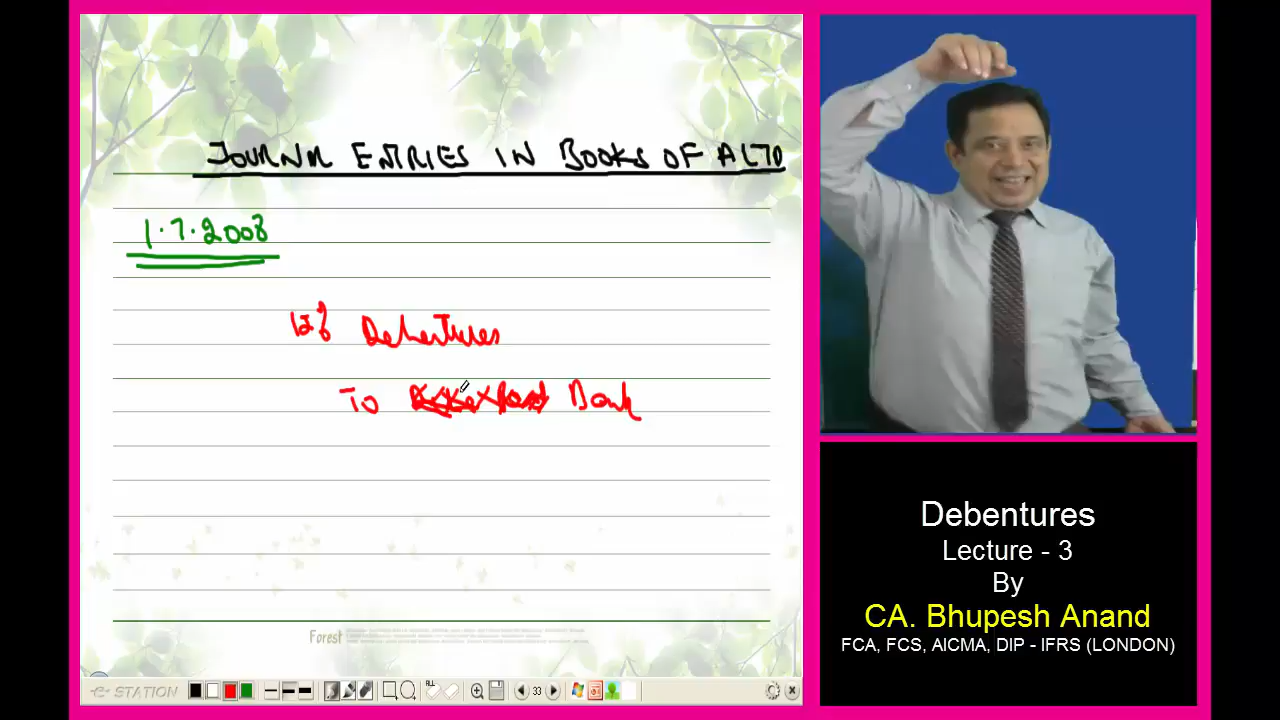 JOURNAL ENTRIES IN BOOKS OF ALTO
1.7.2008
12% Debentures
To Bank
Forest
e-STATION
33
Debentures
Lecture - 3
By
CA. Bhupesh Anand
FCA, FCS, AICMA, DIP - IFRS (LONDON)